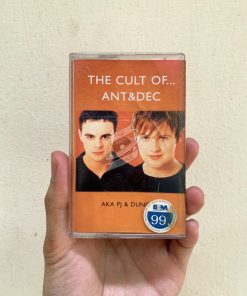 THE CULT OF...
ANT&DEC
AKA PJ & DUN
99.